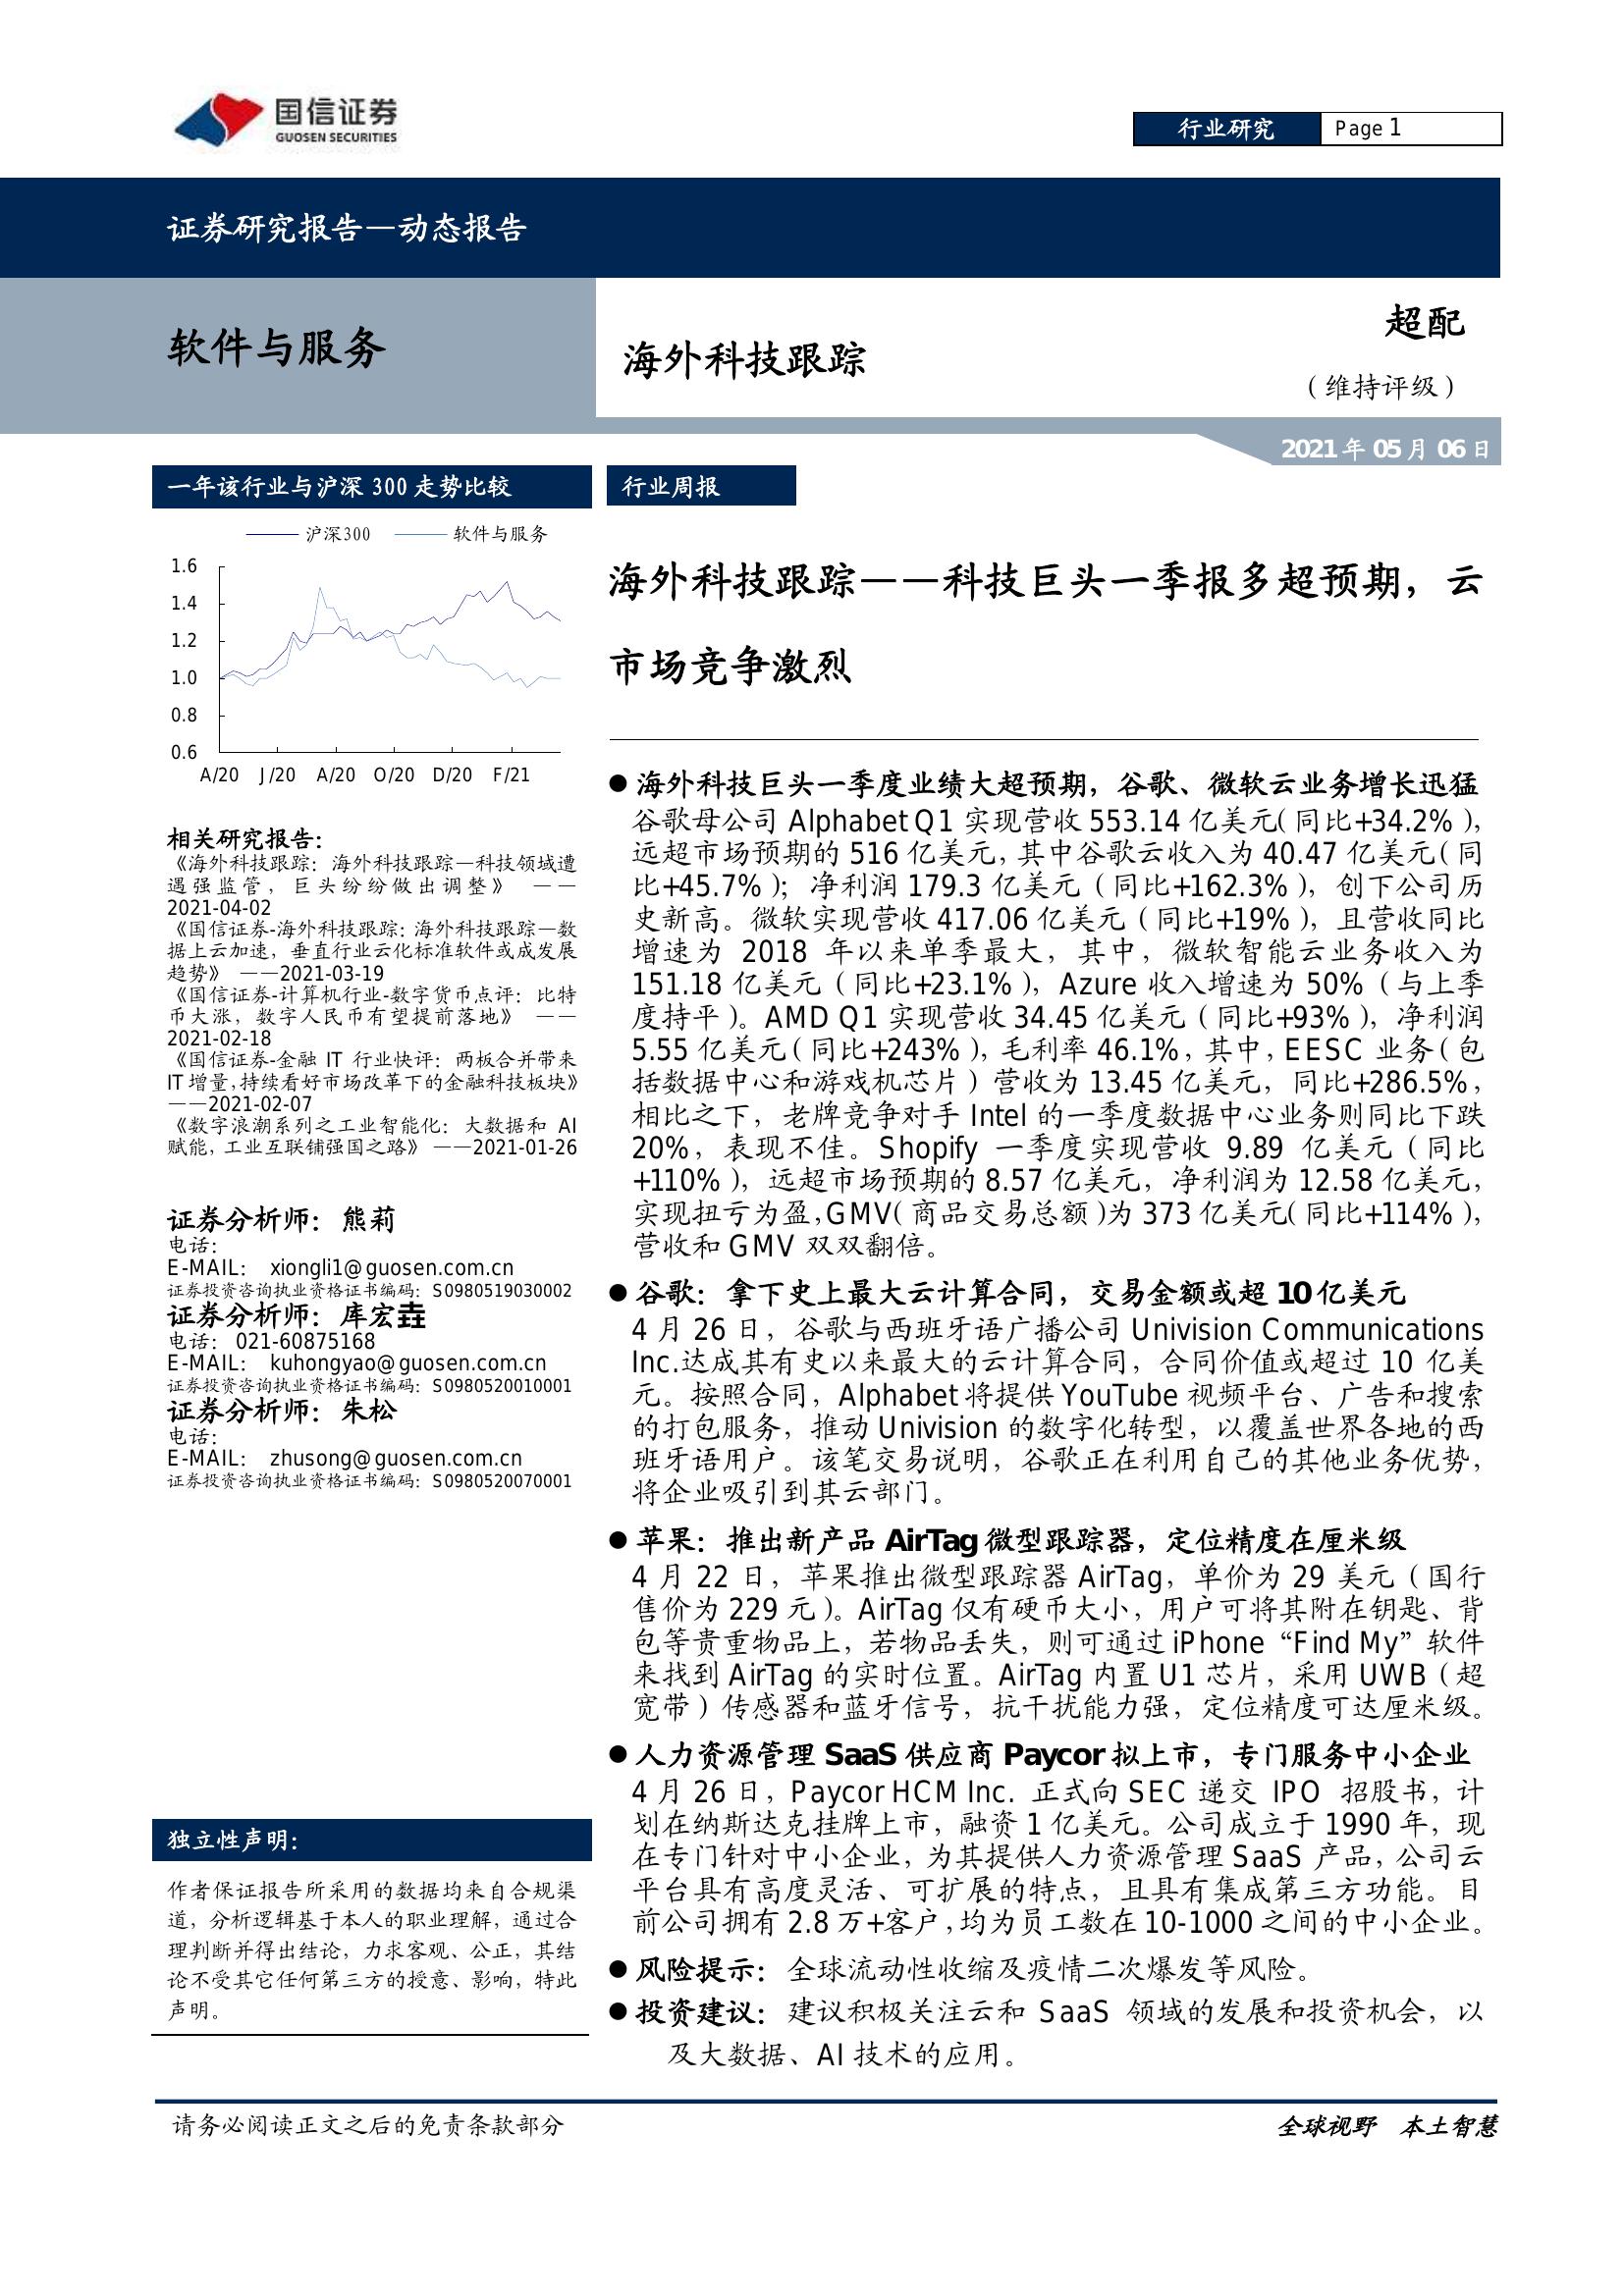 国信证券
GUOSEN SECURITIES
行业研究
Page 1
证券研究报告—动态报告
软件与服务
海外科技跟踪
超配
（维持评级）
2021 年 05 月 06 日
一年该行业与沪深 300 走势比较
沪深300 软件与服务
1.6
1.4
1.2
1.0
0.8
0.6
A/20 J/20 A/20 O/20 D/20 F/21
相关研究报告：
《海外科技跟踪：海外科技跟踪—科技领域遭
遇强监管，巨头纷纷做出调整》 ——
2021-04-02
《国信证券-海外科技跟踪：海外科技跟踪—数
据上云加速，垂直行业云化标准软件或成发展
趋势》 ——2021-03-19
《国信证券-计算机行业-数字货币点评：比特
币大涨，数字人民币有望提前落地》 ——
2021-02-18
《国信证券-金融 IT 行业快评：两板合并带来
IT 增量，持续看好市场改革下的金融科技板块》
——2021-02-07
《数字浪潮系列之工业智能化：大数据和 AI
赋能，工业互联铺强国之路》 ——2021-01-26
证券分析师：熊莉
电话：
E-MAIL： xiongli1@guosen.com.cn
证券投资咨询执业资格证书编码：S0980519030002
证券分析师：库宏垚
电话： 021-60875168
E-MAIL： kuhongyao@guosen.com.cn
证券投资咨询执业资格证书编码：S0980520010001
证券分析师：朱松
电话：
E-MAIL： zhusong@guosen.com.cn
证券投资咨询执业资格证书编码：S0980520070001
独立性声明：
作者保证报告所采用的数据均来自合规渠
道，分析逻辑基于本人的职业理解，通过合
理判断并得出结论，力求客观、公正，其结
论不受其它任何第三方的授意、影响，特此
声明。
行业周报
海外科技跟踪——科技巨头一季报多超预期，云
市场竞争激烈
● 海外科技巨头一季度业绩大超预期，谷歌、微软云业务增长迅猛
谷歌母公司 Alphabet Q1 实现营收 553.14 亿美元（同比+34.2%），
远超市场预期的 516 亿美元，其中谷歌云收入为 40.47 亿美元（同
比+45.7%）；净利润 179.3 亿美元（同比+162.3%），创下公司历
史新高。微软实现营收 417.06 亿美元（同比+19%），且营收同比
增速为 2018 年以来单季最大，其中，微软智能云业务收入为
151.18 亿美元（同比+23.1%），Azure 收入增速为 50%（与上季
度持平）。AMD Q1 实现营收 34.45 亿美元（同比+93%），净利润
5.55 亿美元（同比+243%），毛利率 46.1%，其中，EESC 业务（包
括数据中心和游戏机芯片）营收为 13.45 亿美元，同比+286.5%，
相比之下，老牌竞争对手 Intel 的一季度数据中心业务则同比下跌
20%，表现不佳。Shopify 一季度实现营收 9.89 亿美元（同比
+110%），远超市场预期的 8.57 亿美元，净利润为 12.58 亿美元，
实现扭亏为盈，GMV（商品交易总额）为 373 亿美元（同比+114%），
营收和 GMV 双双翻倍。
● 谷歌：拿下史上最大云计算合同，交易金额或超 10 亿美元
4 月 26 日，谷歌与西班牙语广播公司 Univision Communications
Inc.达成其有史以来最大的云计算合同，合同价值或超过 10 亿美
元。按照合同，Alphabet 将提供 YouTube 视频平台、广告和搜索
的打包服务，推动 Univision 的数字化转型，以覆盖世界各地的西
班牙语用户。该笔交易说明，谷歌正在利用自己的其他业务优势，
将企业吸引到其云部门。
● 苹果：推出新产品 AirTag 微型跟踪器，定位精度在厘米级
4 月 22 日，苹果推出微型跟踪器 AirTag，单价为 29 美元（国行
售价为 229 元）。AirTag 仅有硬币大小，用户可将其附在钥匙、背
包等贵重物品上，若物品丢失，则可通过 iPhone “Find My” 软件
来找到 AirTag 的实时位置。AirTag 内置 U1 芯片，采用 UWB（超
宽带）传感器和蓝牙信号，抗干扰能力强，定位精度可达厘米级。
● 人力资源管理 SaaS 供应商 Paycor 拟上市，专门服务中小企业
4 月 26 日，Paycor HCM Inc. 正式向 SEC 递交 IPO 招股书，计
划在纳斯达克挂牌上市，融资 1 亿美元。公司成立于 1990 年，现
在专门针对中小企业，为其提供人力资源管理 SaaS 产品，公司云
平台具有高度灵活、可扩展的特点，且具有集成第三方功能。目
前公司拥有 2.8 万+客户，均为员工数在 10-1000 之间的中小企业。
● 风险提示：全球流动性收缩及疫情二次爆发等风险。
● 投资建议：建议积极关注云和 SaaS 领域的发展和投资机会，以
及大数据、AI 技术的应用。
请务必阅读正文之后的免责条款部分
全球视野 本土智慧